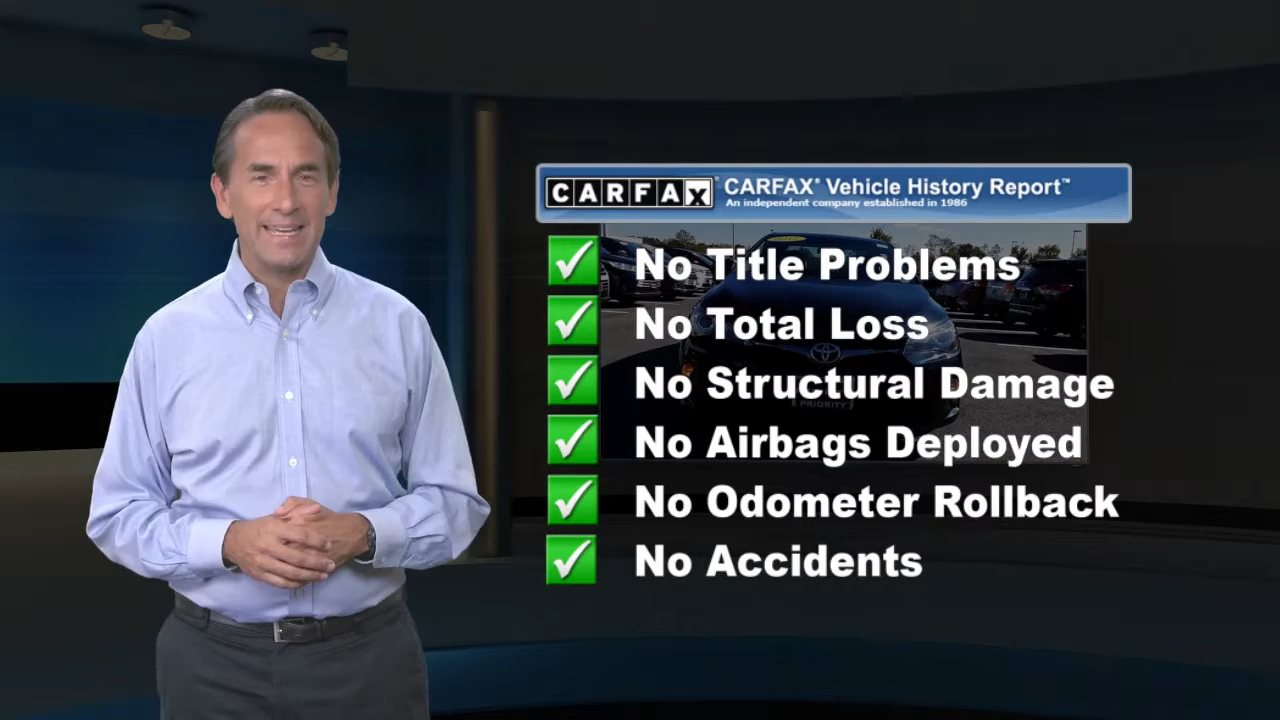 CARFAX® CARFAX® Vehicle History Report™
An independent company established in 1986
No Title Problems
No Total Loss
No Structural Damage
No Airbags Deployed
PRIORITY
No Odometer Rollback
No Accidents